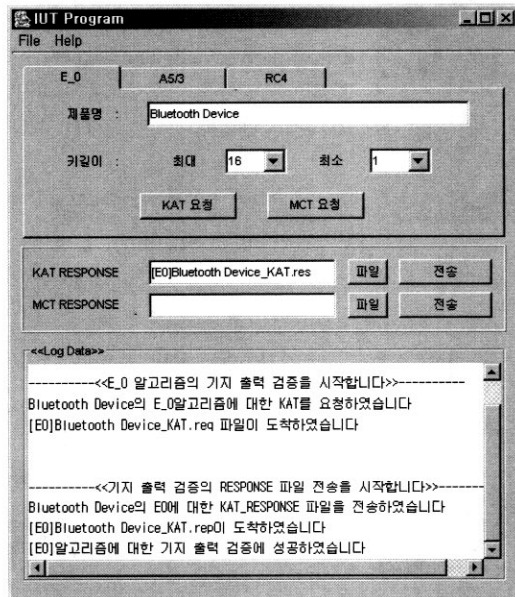 IUT Program
File Help
E_0 A5/3 RC4
제품명 : Bluetooth Device
키길이 : 최대 16 최소 1
KAT 요청 MCT 요청
KAT RESPONSE [E0]Bluetooth Device_KAT.res 파일 전송
MCT RESPONSE 파일 전송
<<Log Data>>
----------<<E_0 알고리즘의 기지 출력 검증을 시작합니다>>----------
Bluetooth Device의 E_0알고리즘에 대한 KAT를 요청하였습니다
[E0]Bluetooth Device_KAT.req 파일이 도착하였습니다
----------<<기지 출력 검증의 RESPONSE 파일 전송을 시작합니다>>-------
Bluetooth Device의 E0에 대한 KAT_RESPONSE 파일을 전송하였습니다
[E0]Bluetooth Device_KAT.rep이 도착하였습니다
[E0]알고리즘에 대한 기지 출력 검증에 성공하였습니다